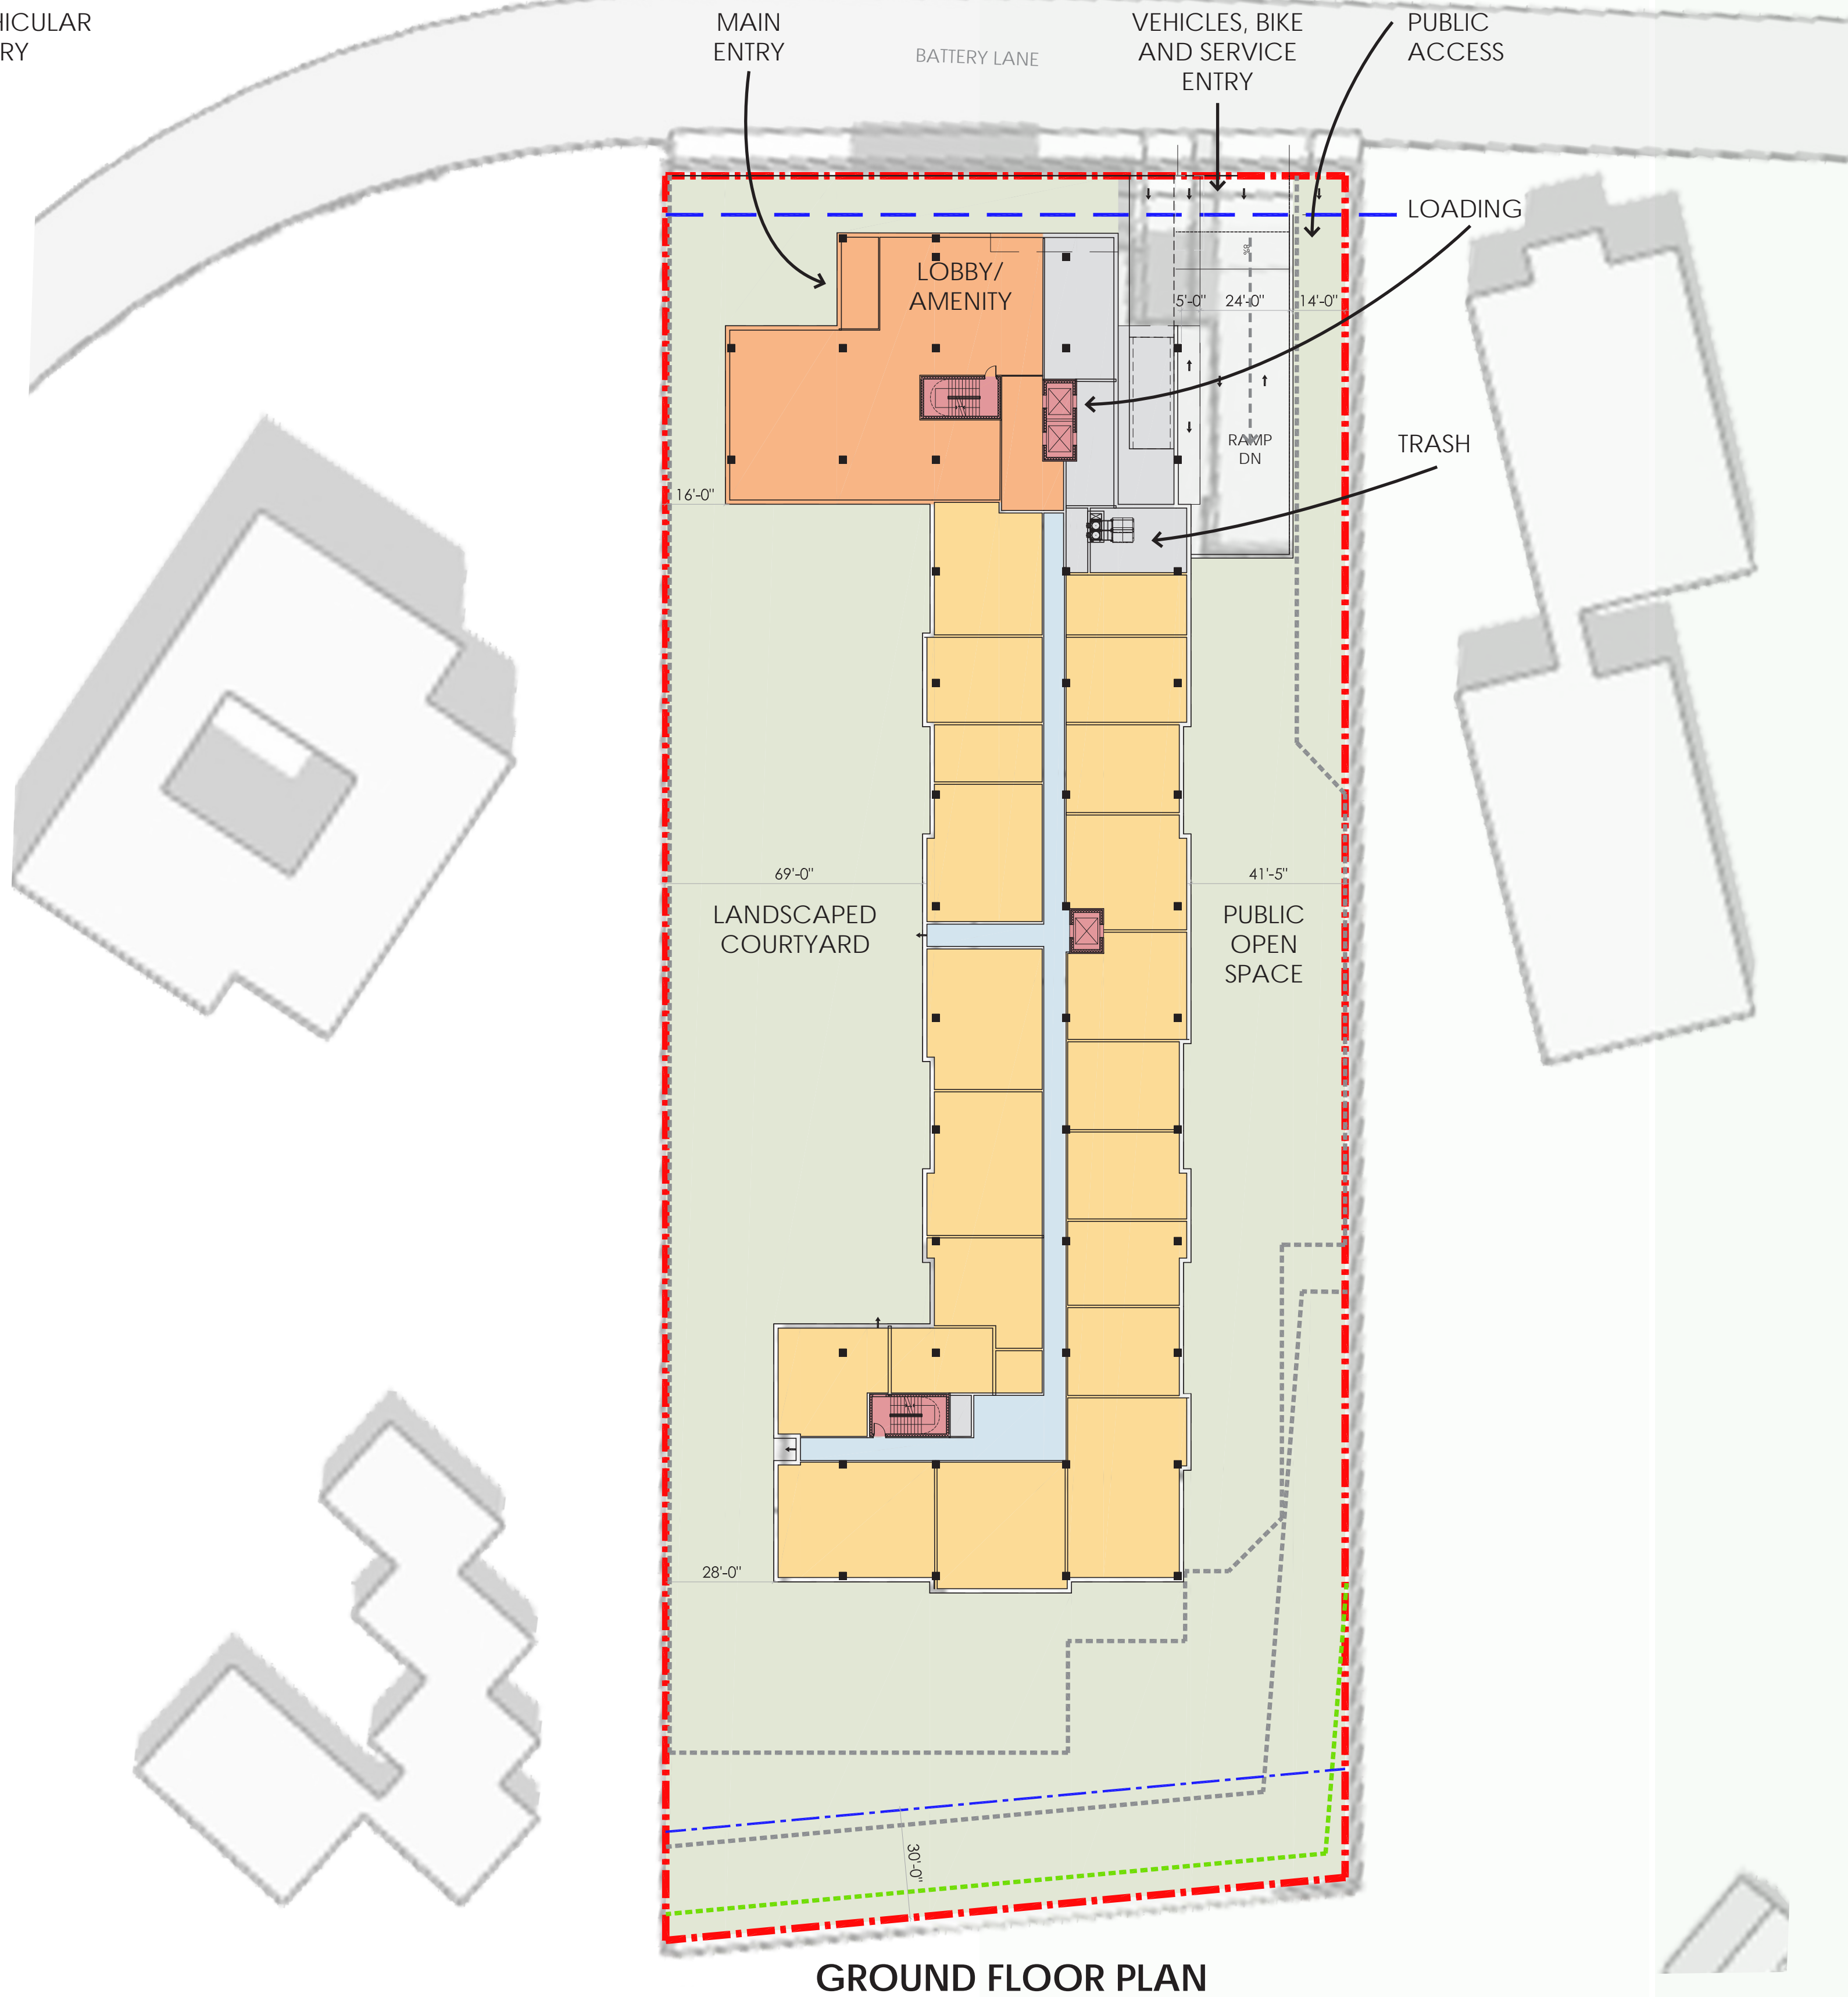 HICULAR
RY
MAIN
ENTRY
BATTERY LANE
VEHICLES, BIKE
AND SERVICE
ENTRY
PUBLIC
ACCESS
LOADING
LOBBY/
AMENITY
5'-0"
24'-0"
14'-0"
RAMP
DN
TRASH
16'-0"
69'-0"
41'-5"
LANDSCAPED
COURTYARD
PUBLIC
OPEN
SPACE
28'-0"
30'-0"
GROUND FLOOR PLAN